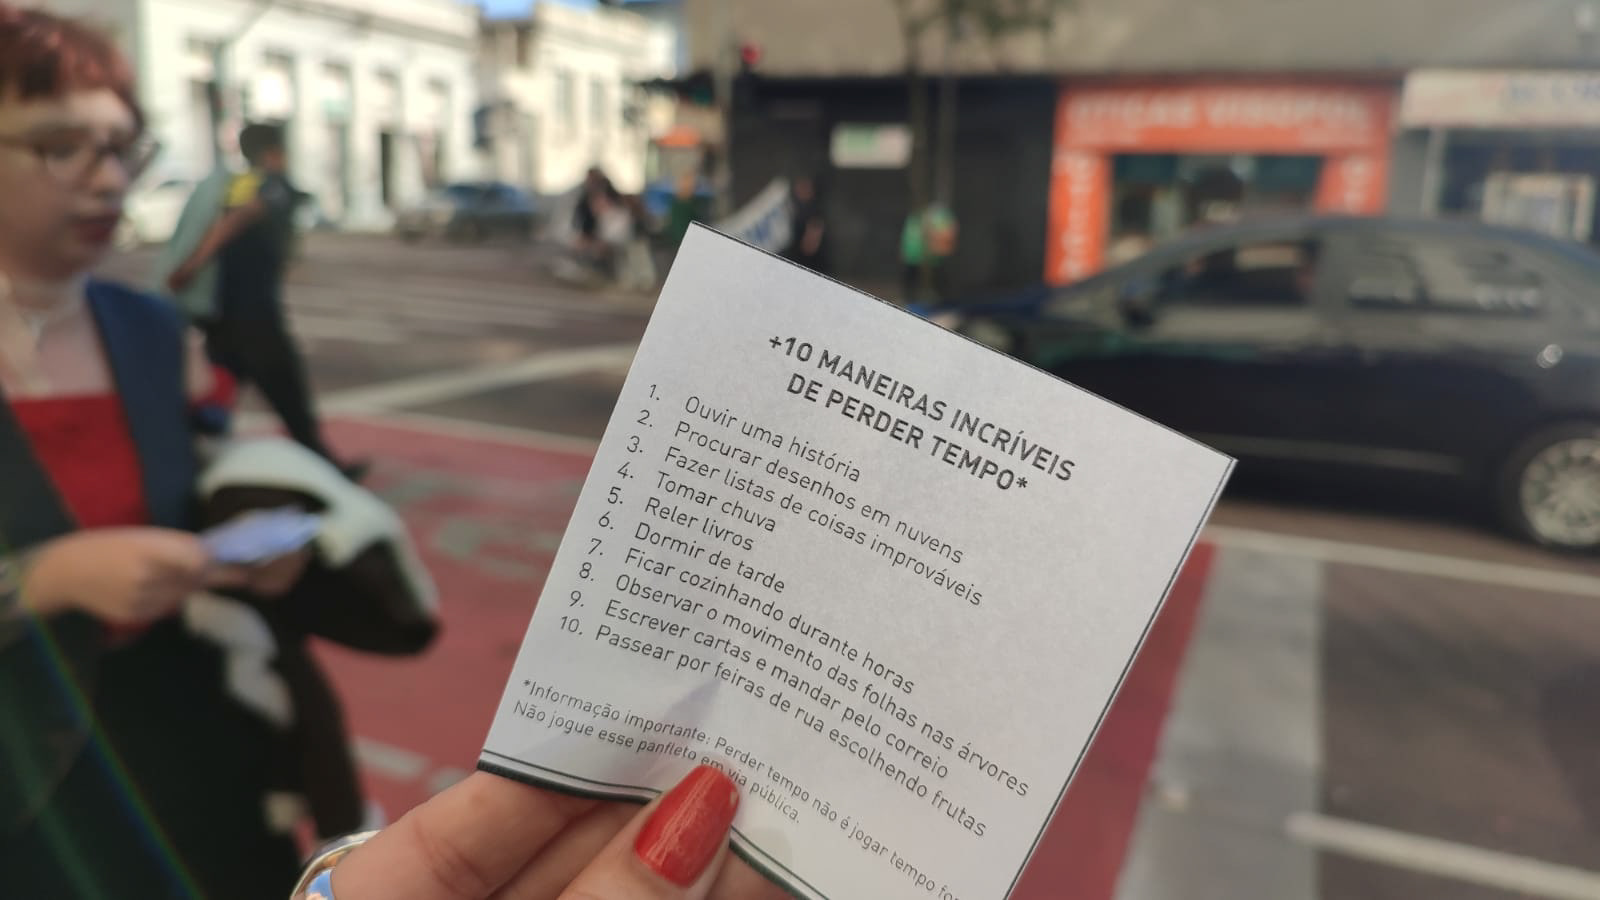 +10 MANEIRAS INCRÍVEIS
DE PERDER TEMPO*
1. Ouvir uma história
2. Procurar desenhos em nuvens
3. Fazer listas de coisas improváveis
4. Tomar chuva
5. Reler livros
6. Dormir de tarde
7. Ficar cozinhando durante horas
8. Observar o movimento das folhas nas árvores
9. Escrever cartas e mandar pelo correio
10. Passear por feiras de rua escolhendo frutas
*Informação importante: Perder tempo não é jogar tempo fo
Não jogue esse panfleto em via pública.
OTICAS VISOPOL